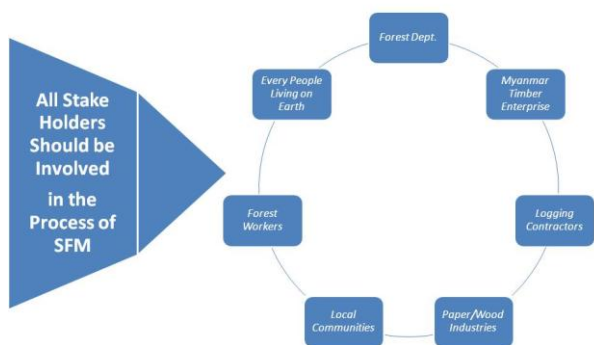 All Stake
Holders
Should be
Involved
in the
Process of
SFM
Forest Dept.
Myanmar
Timber
Enterprise
Logging
Contractors
Paper/Wood
Industries
Local
Communities
Forest
Workers
Every People
Living on
Earth